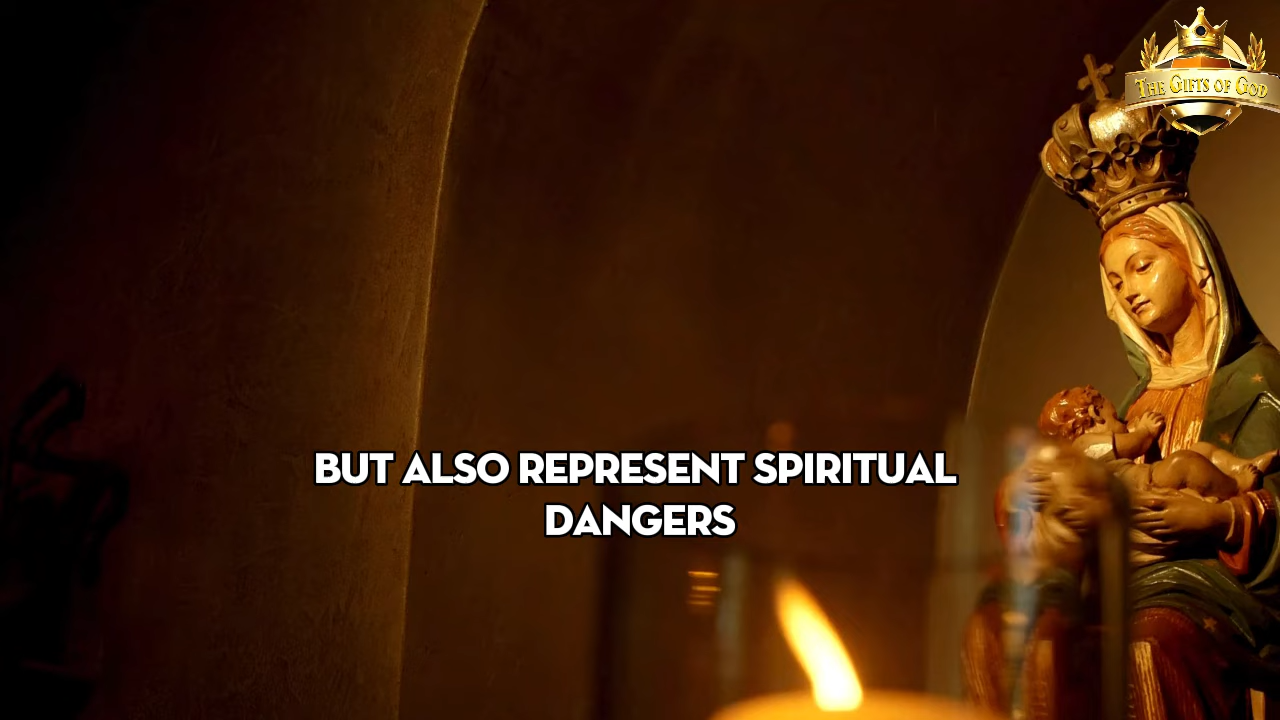 THE GIFTS OF GOD
BUT ALSO REPRESENT SPIRITUAL
DANGERS